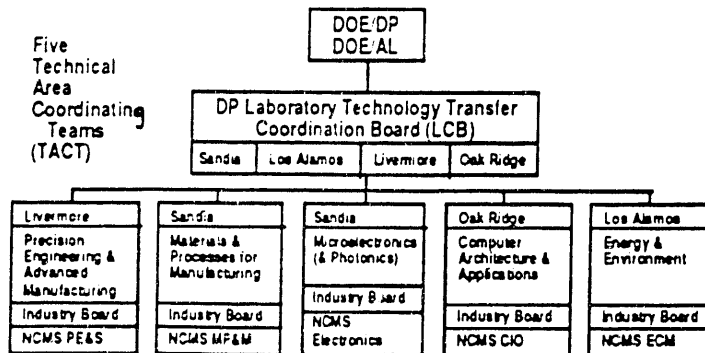 Five
Technical
Area
Coordinating
Teams
(TACT)
DOE/DP
DOE/AL
DP Laboratory Technology Transfer
Coordination Board (LCB)
Sandia
Los Alamos
Livermore
Oak Ridge
Livermore
Precision
Engineering &
Advanced
Manufacturing
Industry Board
NCMS PE&S
Sandia
Materials &
Processes for
Manufacturing
Industry Board
NCMS MP&M
Sandia
Microelectronics
(& Photonics)
Industry Board
NCMS
Electronics
Oak Ridge
Computer
Architecture &
Applications
Industry Board
NCMS CIO
Los Alamos
Energy &
Environment
Industry Board
NCMS ECM